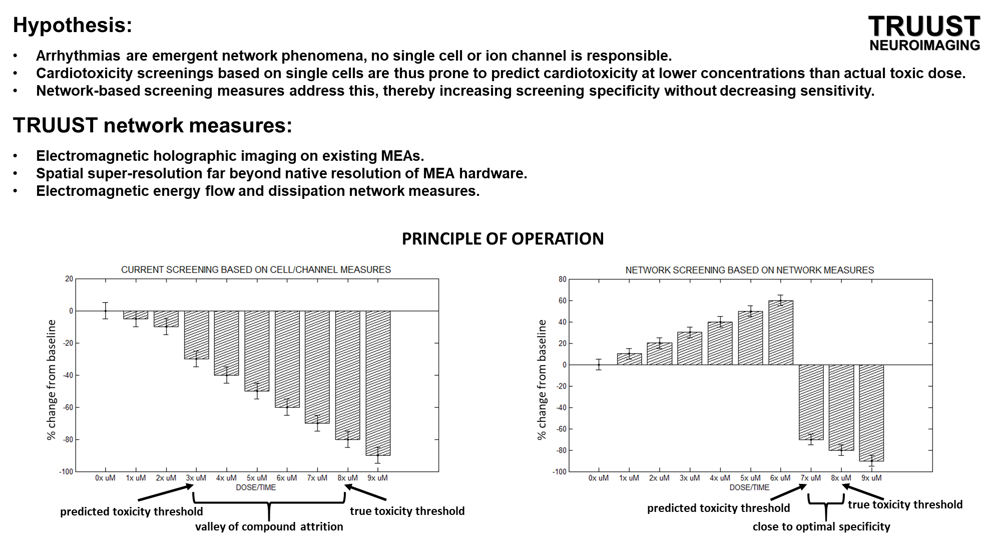 Hypothesis:
TRUUST
NEUROIMAGING
• Arrhythmias are emergent network phenomena, no single cell or ion channel is responsible.
• Cardiotoxicity screenings based on single cells are thus prone to predict cardiotoxicity at lower concentrations than actual toxic dose.
• Network-based screening measures address this, thereby increasing screening specificity without decreasing sensitivity.
TRUUST network measures:
• Electromagnetic holographic imaging on existing MEAs.
• Spatial super-resolution far beyond native resolution of MEA hardware.
• Electromagnetic energy flow and dissipation network measures.
PRINCIPLE OF OPERATION
CURRENT SCREENING BASED ON CELL/CHANNEL MEASURES
% change from baseline
20
0
-20
-40
-60
-80
-100
0x uM 1x uM 2x uM 3x uM 4x uM 5x uM 6x uM 7x uM 8x uM 9x uM
DOSE/TIME
predicted toxicity threshold
true toxicity threshold
valley of compound attrition
NETWORK SCREENING BASED ON NETWORK MEASURES
% change from baseline
80
60
40
20
0
-20
-40
-60
-80
-100
0x uM 1x uM 2x uM 3x uM 4x uM 5x uM 6x uM 7x uM 8x uM 9x uM
DOSE/TIME
predicted toxicity threshold
true toxicity threshold
close to optimal specificity